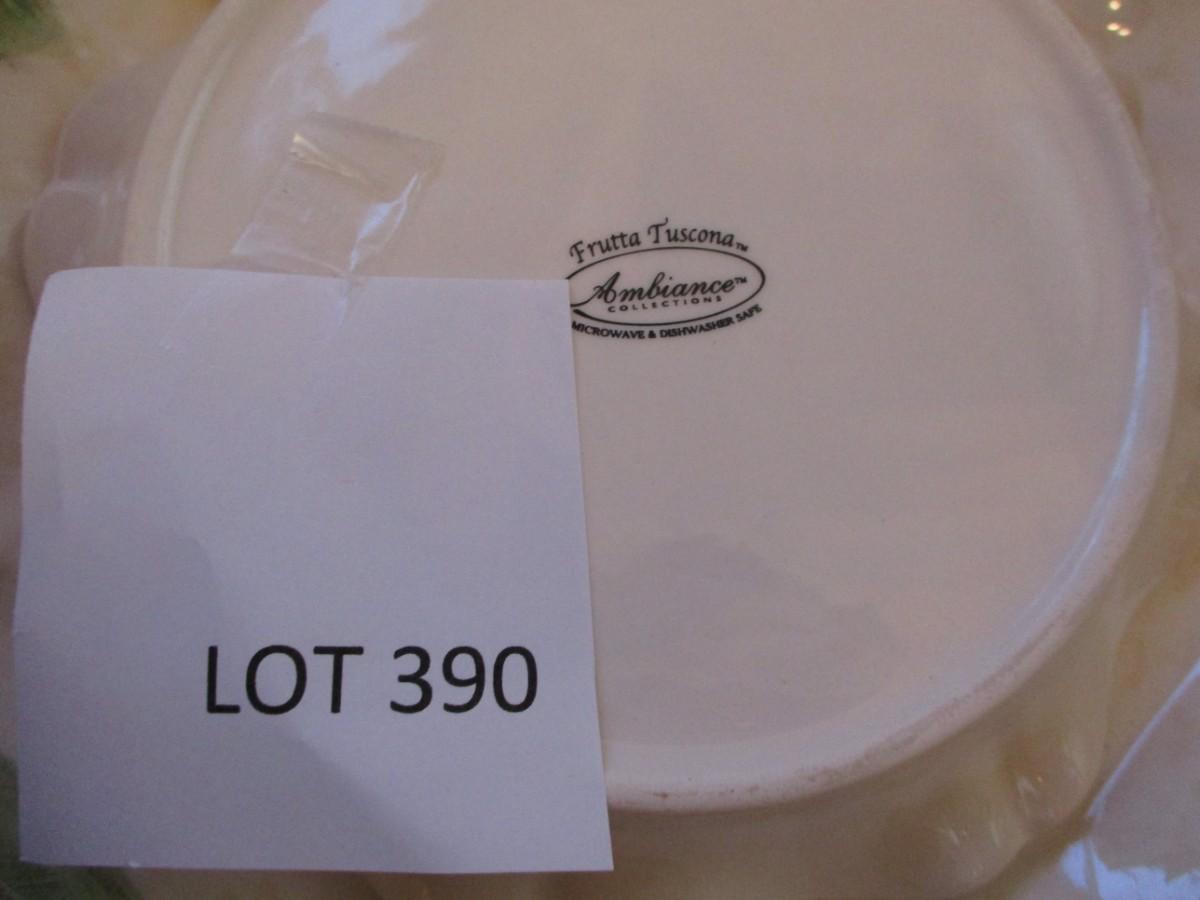 Frutta Tuscona™
Ambiance™
COLLECTIONS
MICROWAVE & DISHWASHER SAFE
LOT 390